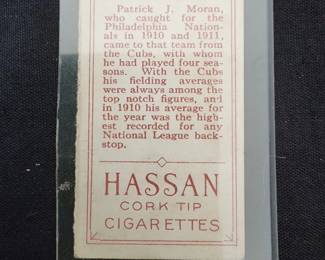 Patrick J. Moran,
who caught for the
Philadelphia Nation-
als in 1910 and 1911,
came to that team from
the Cubs, with whom
he had played four sea-
sons. With the Cubs
his fielding averages
were always among the
top notch figures, and
in 1910 his average for
the year was the high-
est recorded for any
National League back-
stop.
HASSAN
CORK TIP
CIGARETTES